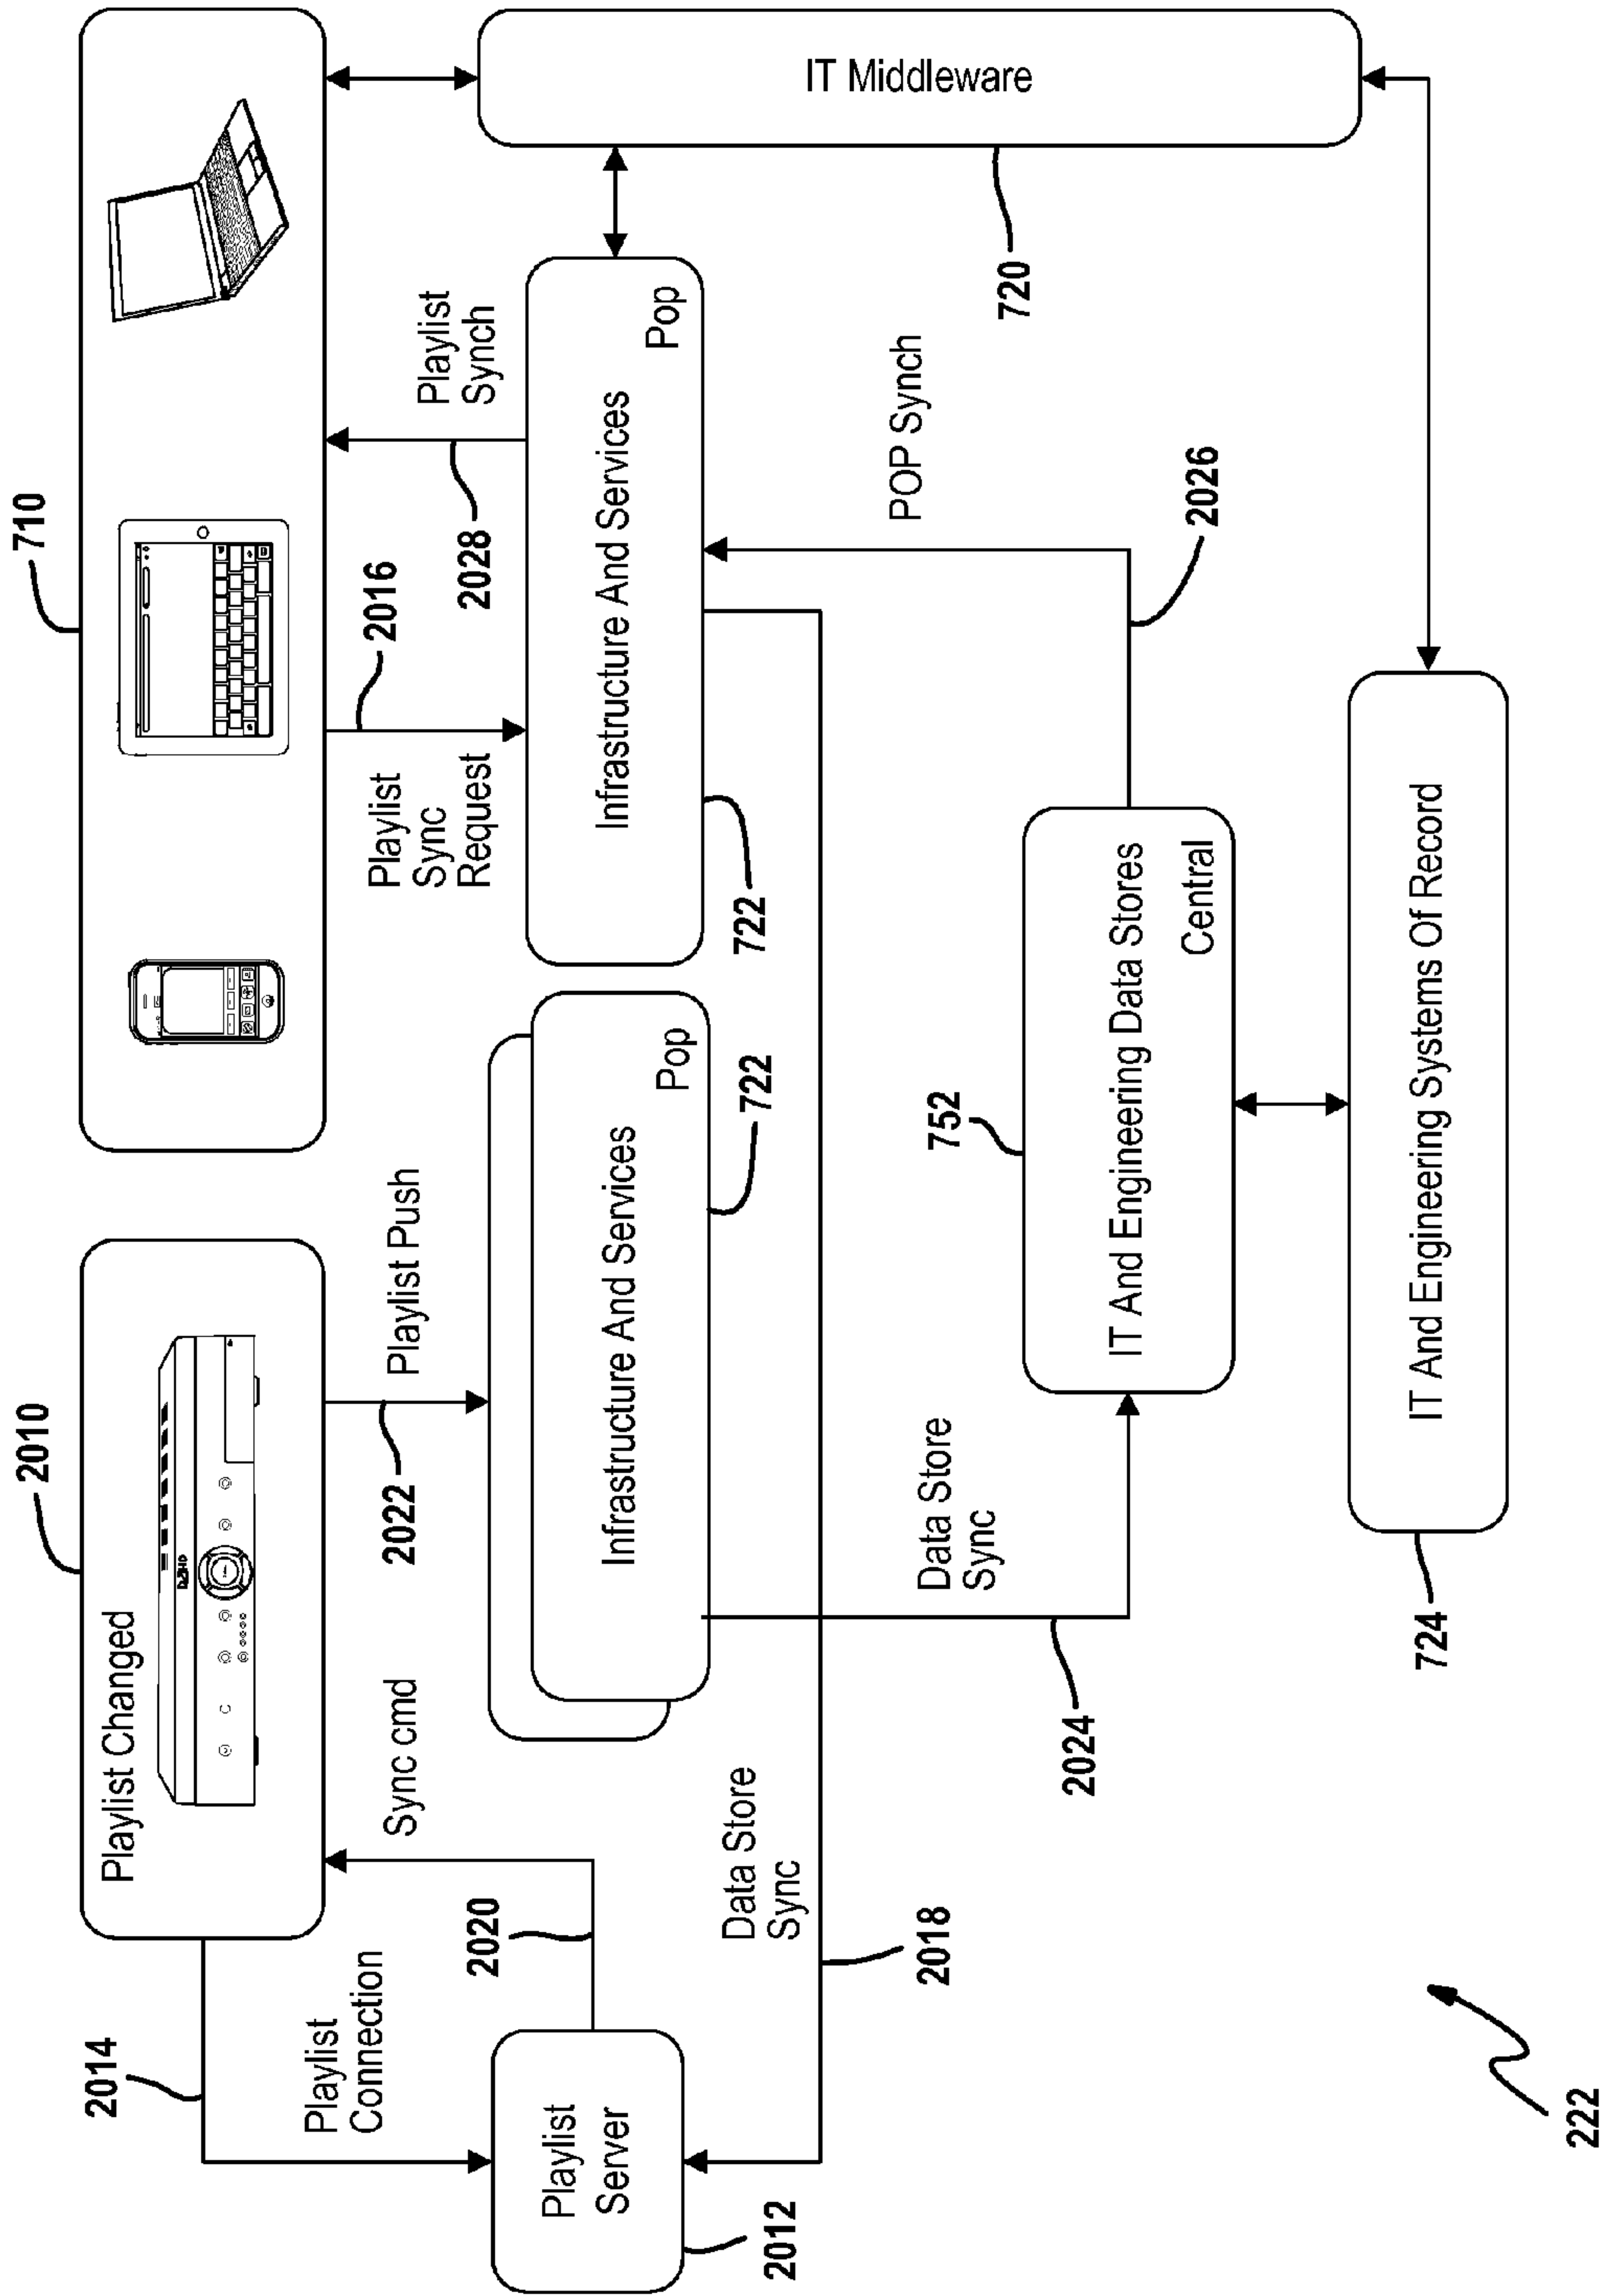 2010
710
Playlist Changed
2014
Playlist
Connection
Sync cmd
2020
2022
Playlist Push
Playlist
Sync
Request
2016
2028
Playlist
Synch
Playlist
Server
2012
Infrastructure And Services
Pop
722
Infrastructure And Services
Pop
722
IT Middleware
720
Data Store
Sync
2018
Data Store
Sync
2024
752
IT And Engineering Data Stores
Central
POP Synch
2026
IT And Engineering Systems Of Record
724
222